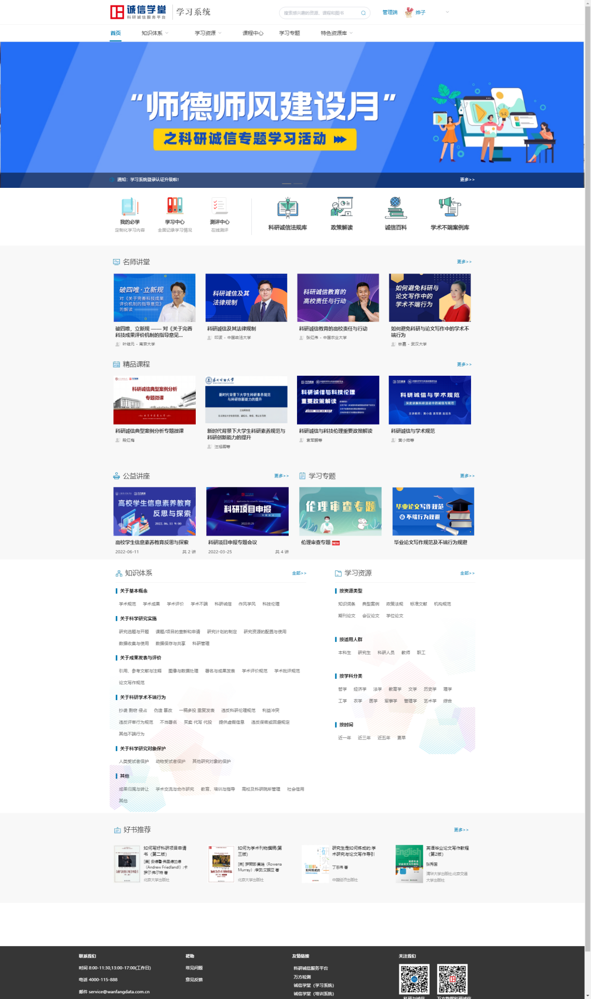 诚信学堂
科研诚信服务平台
学习系统
搜索感兴趣的资源、课程和图书
管理端
烨子
首页
知识体系
学习资源
课程中心
学习专题
特色资源库
“师德师风建设月”
之科研诚信专题学习活动
通知：学习系统登录认证升级啦！
更多>>
我的必学
定制化学习内容
学习中心
全面记录学习情况
测评中心
在线测评
科研诚信法规库
政策解读
诚信百科
学术不端案例库
名师讲堂
更多>>
破四唯·立新规
对《关于完善科技成果
评价机制的指导意见》
的解读
科研诚信及其
法律规制
科研诚信教育的
高校责任与行动
如何避免科研与
论文写作中的
学术不端行为
破四唯，立新规 —— 对《关于完善
科技成果评价机制的指导意见...
叶继元 - 南京大学
科研诚信及其法律规制
印波 - 中国政法大学
科研诚信教育的高校责任与行动
张红伟 - 中国农业大学
如何避免科研与论文写作中的学术不
端行为
林嘉 - 武汉大学
精品课程
更多>>
科研诚信典型案例分析
专题微课
新时代背景下大学生科研素养规范
与科研创新能力的提升
科研诚信与科技伦理
重要政策解读
科研诚信与学术规范
深度讲解科研活动中的诚信与规范
科研诚信典型案例分析专题微课
段红梅
新时代背景下大学生科研素养规范与
科研创新能力的提升
汪旭晖等
科研诚信与科技伦理重要政策解读
袁军鹏等
科研诚信与学术规范
黄小茹等
公益讲座
更多>>
学习专题
更多>>
高校学生信息素养教育
反思与探索
2022.06.11 9:00
2022年
科研项目申报
2022.03.25
伦理审查专题
毕业论文写作规范
及 不端行为规避
高校学生信息素养教育反思与探索
2022-06-11
共 2 讲
科研项目申报专题会议
2022-03-25
共 4 讲
伦理审查专题 NEW
毕业论文写作规范及不端行为规避
知识体系
全部>>
关于基本概念
学术规范 学术成果 学术评价 学术不端 科研诚信 作风学风 科技伦理
关于科学研究实施
研究选题与开题 课题/项目的查新和申请 研究计划的制定 研究资源的配置与使用
数据收集与使用 数据保存与共享 科研管理
关于成果发表与评价
引用、参考文献与注释 图像与数据处理 署名与成果发表 学术评价规范 学术批评规范
论文写作规范
关于科研学术不端行为
抄袭 剽窃 侵占 伪造 篡改 一稿多投 重复发表 违反科研伦理规范 利益冲突
违反评审行为规范 不当署名 买卖 代写 代投 提供虚假信息 违反保密或回避规定
其他不端行为
关于科学研究对象保护
人类受试者保护 动物受试者保护 其他研究对象的保护
其他
成果归属与转让 学术交流与合作研究 教育、培训与指导 高校及科研院所管理 社会信用
其他
学习资源
全部>>
按资源类型
知识词条 典型案例 政策法规 标准文献 机构规范
期刊论文 会议论文 学位论文
按适用人群
本科生 研究生 科研人员 教师 职工
按学科分类
哲学 经济学 法学 教育学 文学 历史学 理学
工学 农学 医学 军事学 管理学 艺术学 综合
按时间
近一年 近三年 近五年 更早
好书推荐
更多>>
如何写好科研项目申请
书（第二版）
[美] 安德鲁·弗里德兰德
（Andrew Friedlandl）;卡
罗尔·弗尔特 著
北京大学出版社
如何为学术刊物撰稿(第
三版)
[英] 罗薇娜·莫瑞（Rowena
Murray）;李波;艾丽亚 著
北京大学出版社
研究生是如何炼成的:学
术研究与论文写作导引
丁志伟 著
中国经济出版社
English
英语毕业论文写作教程
（第2版）
张秀国
清华大学出版社;北京交通
大学出版社
联系我们
时间 8:00-11:30,13:00-17:00(工作日)
电话 4000-115-888
邮件 service@wanfangdata.com.cn
帮助
常见问题
意见反馈
友情链接
科研诚信服务平台
万方检测
诚信学堂（学习系统）
诚信学堂（培训系统）
关注我们
科研与诚信
万方数据科研诚信